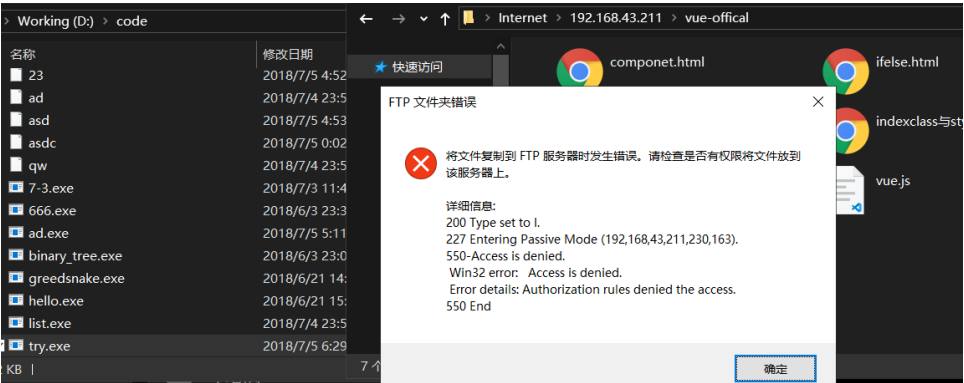 Working (D:) > code
名称
修改日期
23
2018/7/5 4:52
ad
2018/7/4 23:5
asd
2018/7/5 4:53
asdc
2018/7/5 0:02
qw
2018/7/4 23:5
7-3.exe
2018/7/3 11:4
666.exe
2018/6/3 23:3
ad.exe
2018/7/5 5:11
binary_tree.exe
2018/6/3 23:0
greedsnake.exe
2018/6/21 14:
hello.exe
2018/6/21 15:
list.exe
2018/7/4 23:5
try.exe
2018/7/5 6:29
KB
Internet > 192.168.43.211 > vue-offical
快速访问
componet.html
ifelse.html
indexclass与sty
vue.js
7 个
FTP 文件夹错误
将文件复制到 FTP 服务器时发生错误。请检查是否有权限将文件放到
该服务器上。
详细信息:
200 Type set to I.
227 Entering Passive Mode (192,168,43,211,230,163).
550-Access is denied.
Win32 error: Access is denied.
Error details: Authorization rules denied the access.
550 End
确定